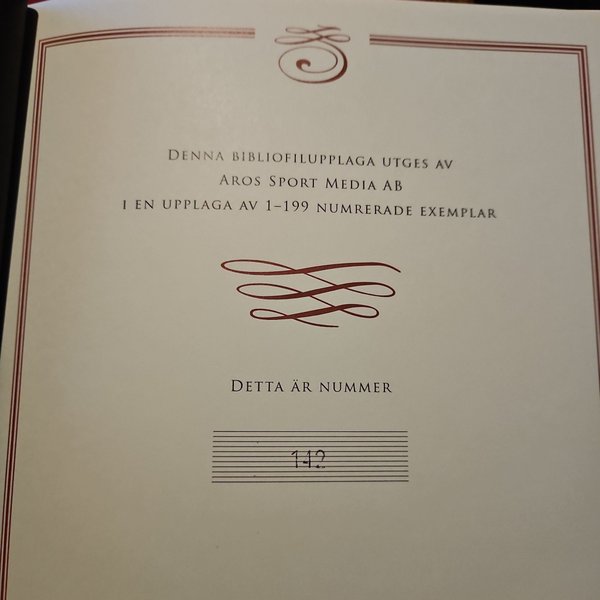 Denna bibliofilupplaga utges av
Aros Sport Media AB
i en upplaga av 1–199 numrerade exemplar
Detta är nummer
142